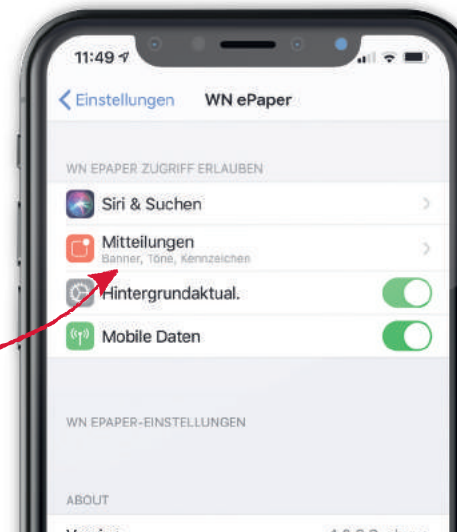 11:49
Einstellungen WN ePaper
WN EPAPER ZUGRIFF ERLAUBEN
Siri & Suchen
Mitteilungen
Banner, Töne, Kennzeichen
Hintergrundaktual.
Mobile Daten
WN EPAPER-EINSTELLUNGEN
ABOUT